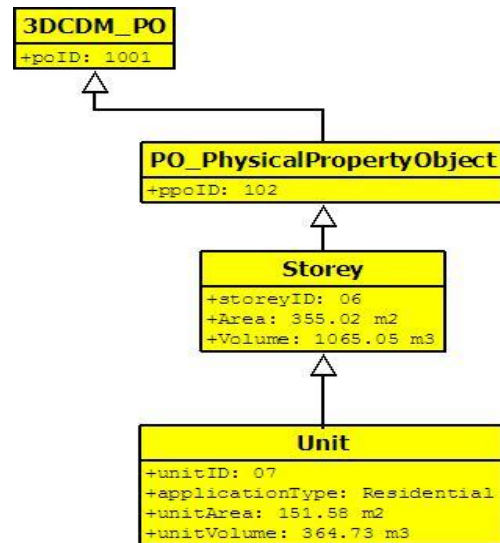 3DCDM_PO
+poID: 1001
PO_PhysicalPropertyObject
+ppoID: 102
Storey
+storeyID: 06
+Area: 355.02 m2
+Volume: 1065.05 m3
Unit
+unitID: 07
+applicationType: Residential
+unitArea: 151.58 m2
+unitVolume: 364.73 m3